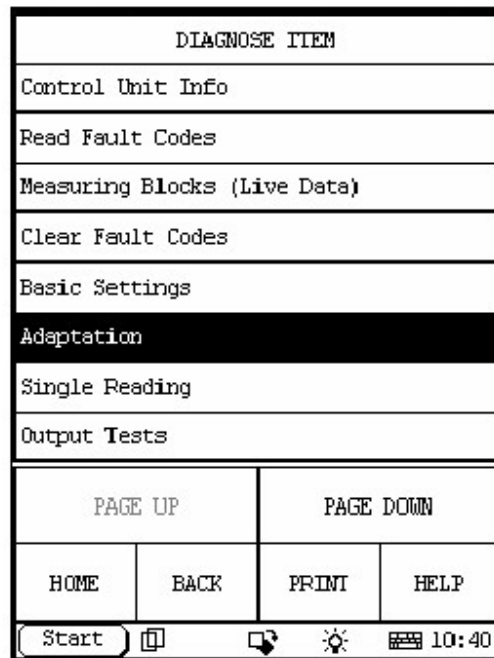 DIAGNOSE ITEM
Control Unit Info
Read Fault Codes
Measuring Blocks (Live Data)
Clear Fault Codes
Basic Settings
Adaptation
Single Reading
Output Tests
PAGE UP PAGE DOWN
HOME BACK PRINT HELP
Start 10:40